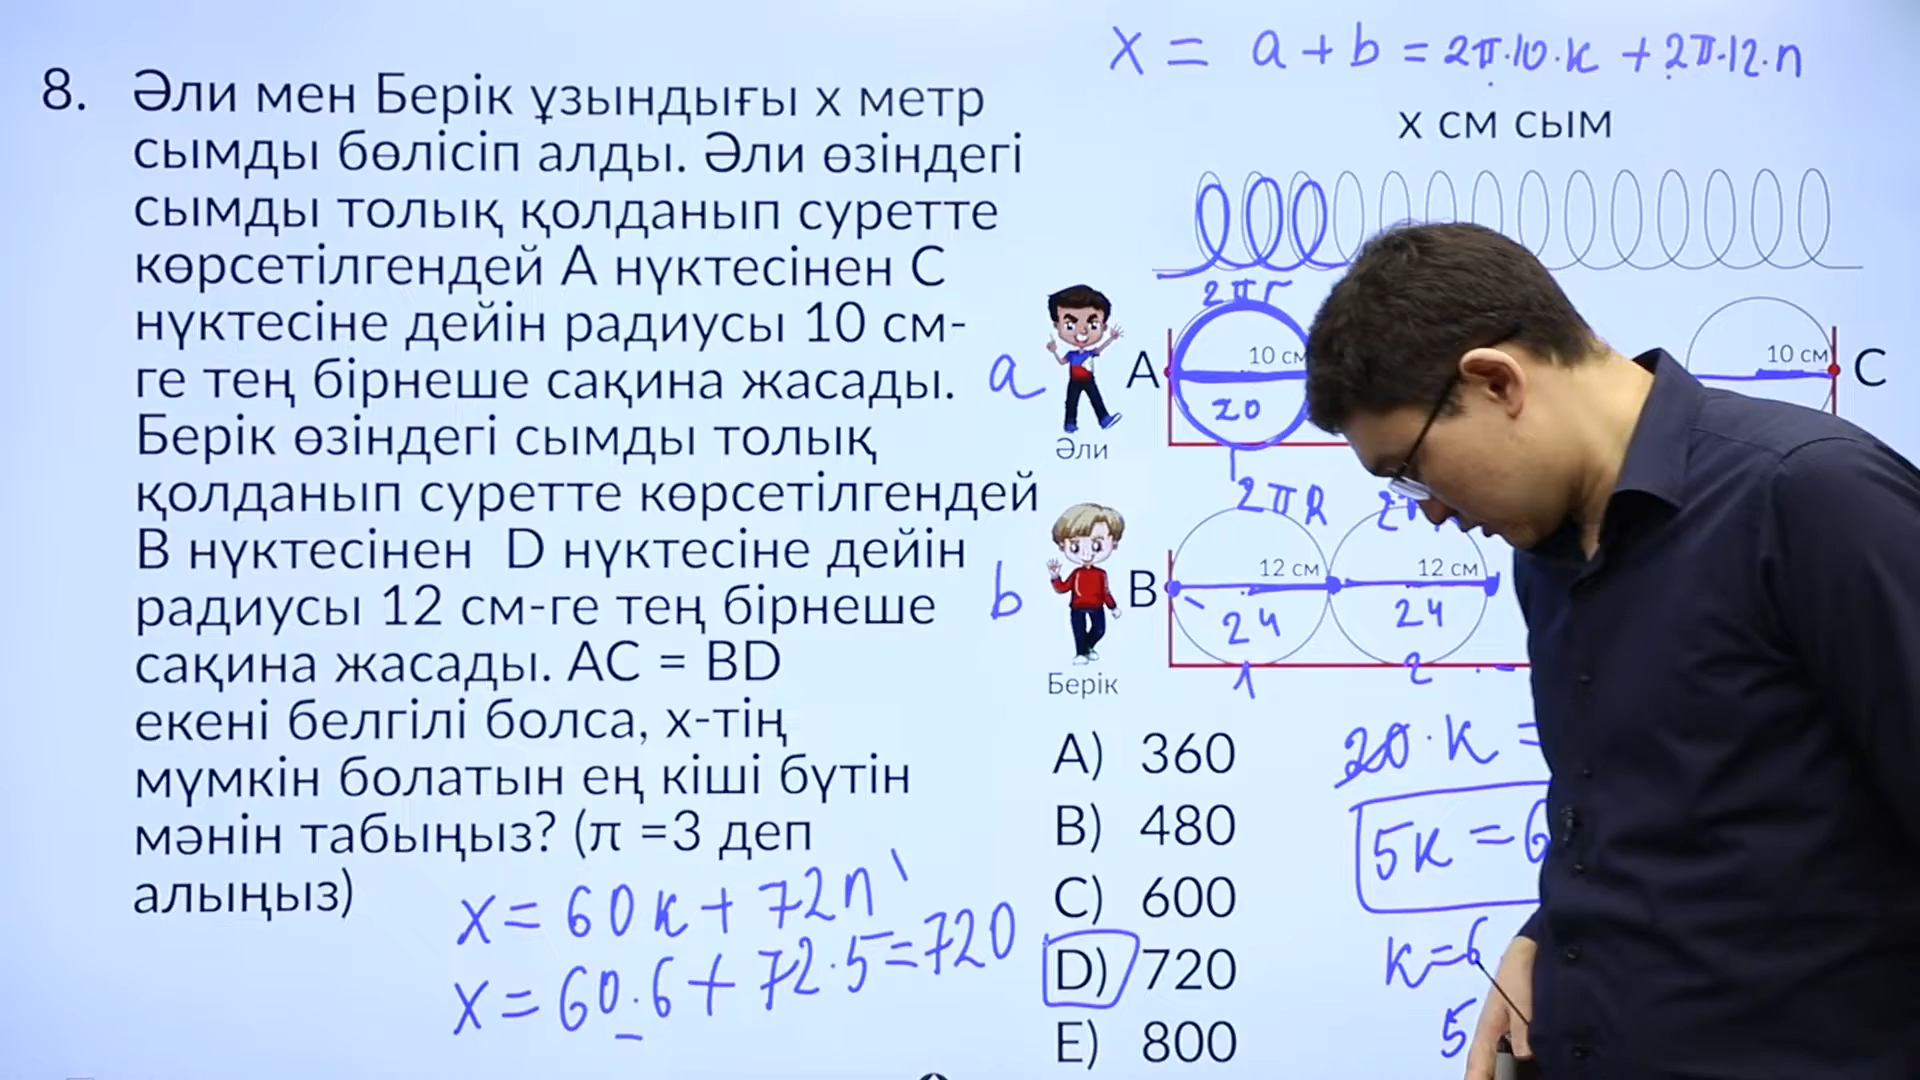 x = a + b = 2π·10·к + 2π·12·n
8. Әли мен Берік ұзындығы x метр
сымды бөлісіп алды. Әли өзіндегі
сымды толық қолданып суретте
көрсетілгендей А нүктесінен С
нүктесіне дейін радиусы 10 см-
ге тең бірнеше сақина жасады.
Берік өзіндегі сымды толық
қолданып суретте көрсетілгендей
В нүктесінен D нүктесіне дейін
радиусы 12 см-ге тең бірнеше
сақина жасады. AC = BD
екені белгілі болса, x-тің
мүмкін болатын ең кіші бүтін
мәнін табыңыз? (π =3 деп
алыңыз)
x = 60к + 72n
x = 60·6 + 72·5 = 720
x см сым
2πr
a
Әли
A
10 см
20
10 см
C
2πR
b
Берік
B
12 см
24
12 см
24
1
2
A) 360
B) 480
C) 600
D) 720
E) 800
20·к =
5к = 6
к = 6
5